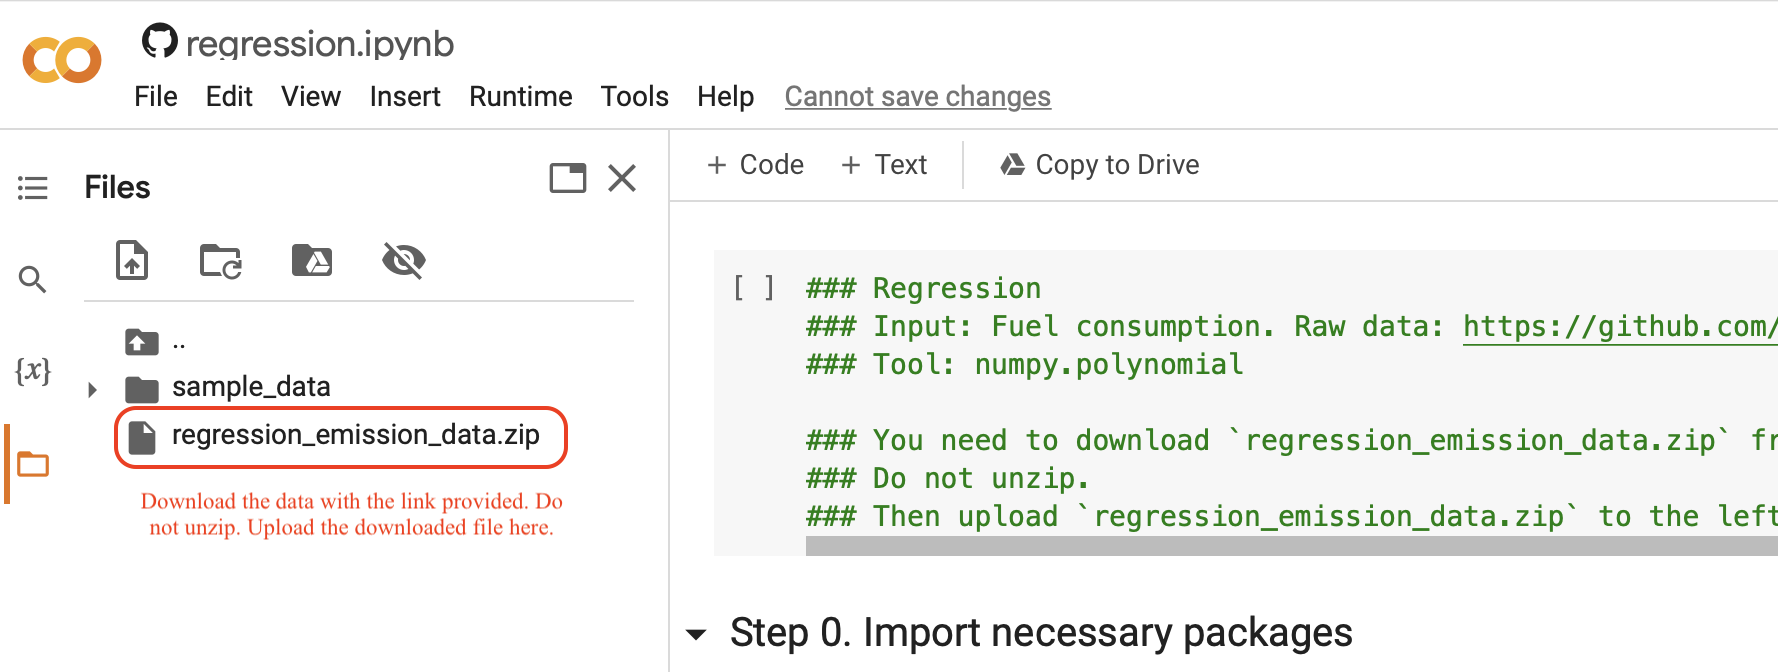 regression.ipynb
File Edit View Insert Runtime Tools Help Cannot save changes
Files
+ Code + Text Copy to Drive
..
sample_data
regression_emission_data.zip
Download the data with the link provided. Do
not unzip. Upload the downloaded file here.
{x}
[ ] ### Regression
### Input: Fuel consumption. Raw data: https://github.com/
### Tool: numpy.polynomial
### You need to download `regression_emission_data.zip` fr
### Do not unzip.
### Then upload `regression_emission_data.zip` to the left
Step 0. Import necessary packages